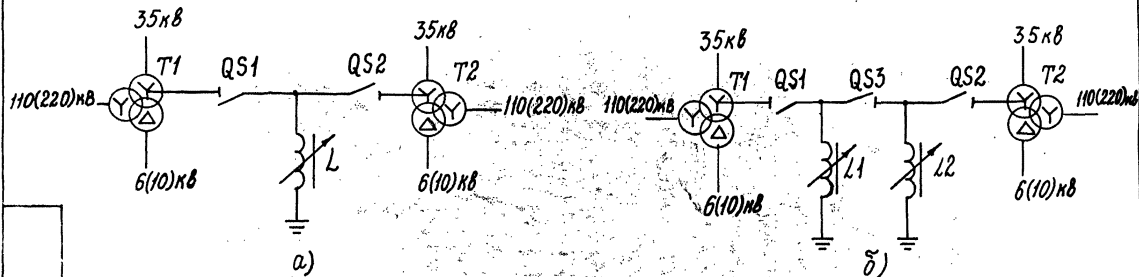 35кв
T1
QS1
QS2
35кв
T2
110(220)кв
110(220)кв
L
6(10)кв
6(10)кв
а)
35кв
T1
QS1
QS3
QS2
35кв
T2
110(220)кв
110(220)кв
L1
L2
6(10)кв
6(10)кв
б)